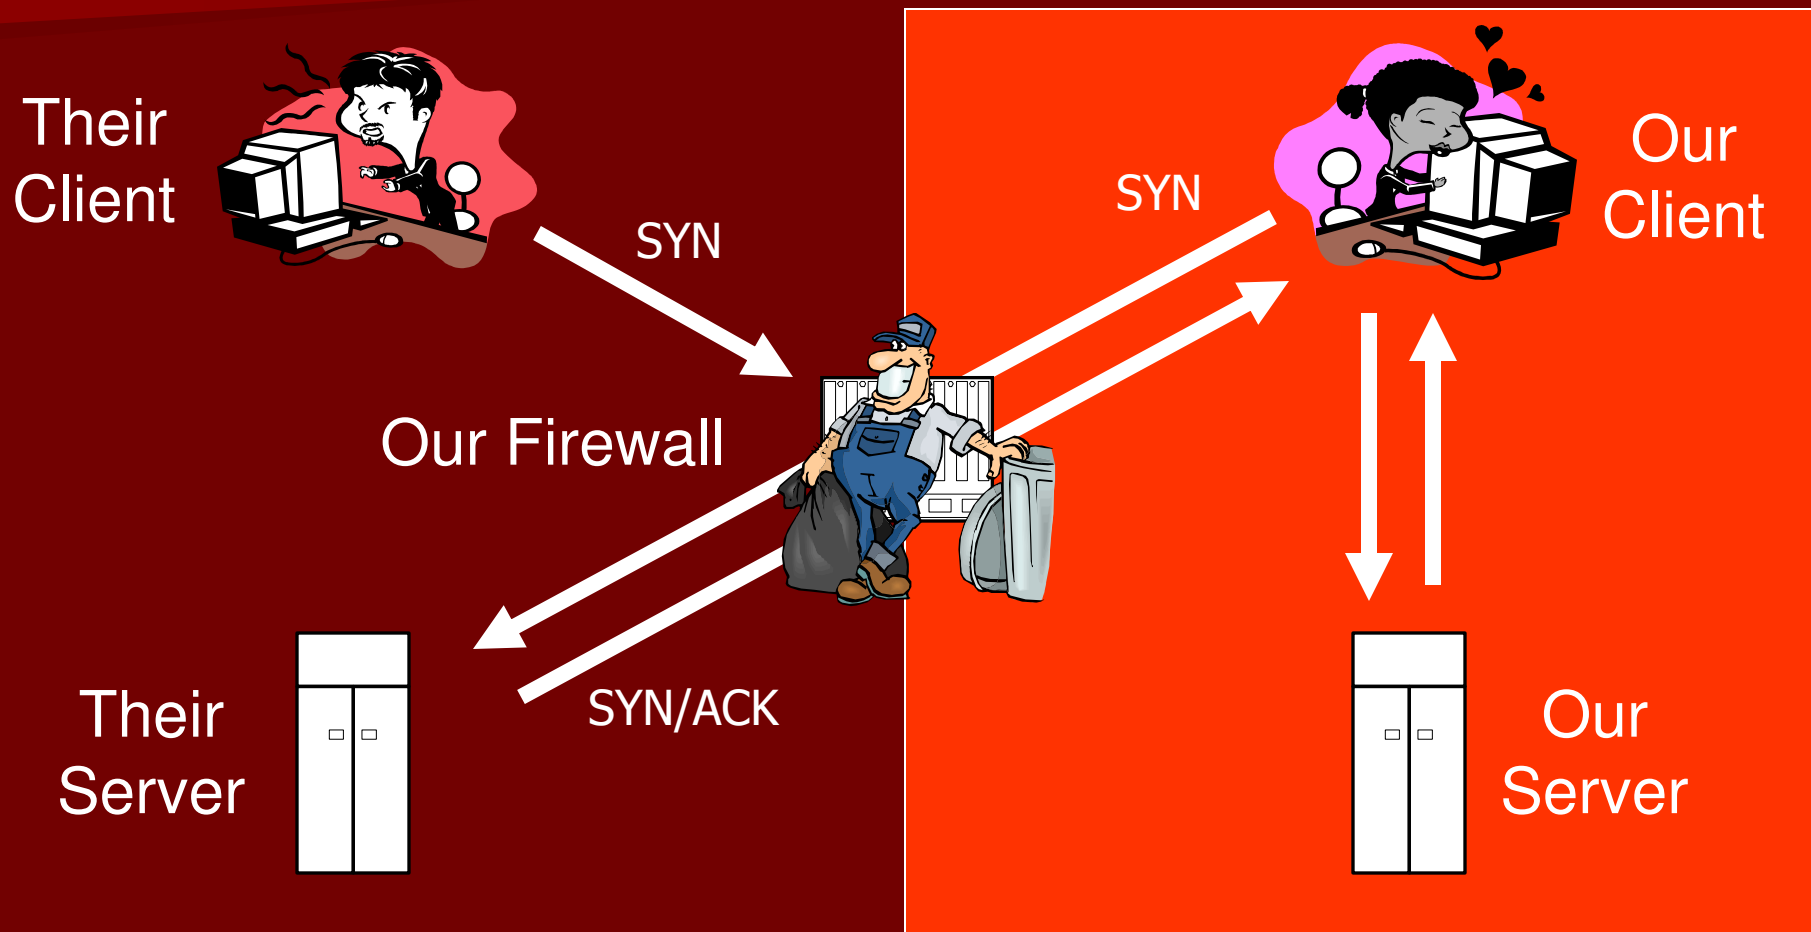 Their
Client
SYN
SYN
Our
Client
Our Firewall
Their
Server
SYN/ACK
Our
Server